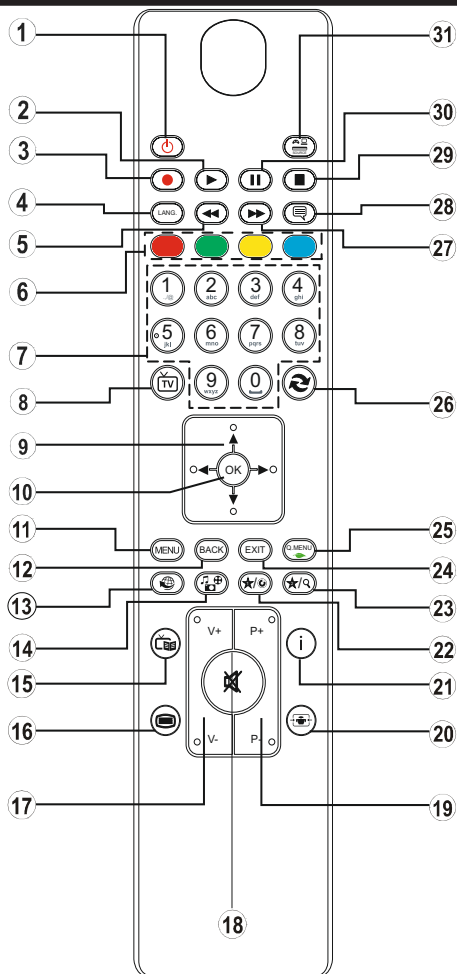 1
31
2
30
3
29
4
LANG.
28
5
27
6
1
./@
2
abc
3
def
4
ghi
7
5
jkl
6
mno
7
pqrs
8
tuv
8
TV
9
wxyz
0
26
9
10
OK
11
MENU
BACK
EXIT
Q.MENU
25
12
24
13
23
14
22
V+
P+
15
i
21
16
20
17
V-
P-
19
18